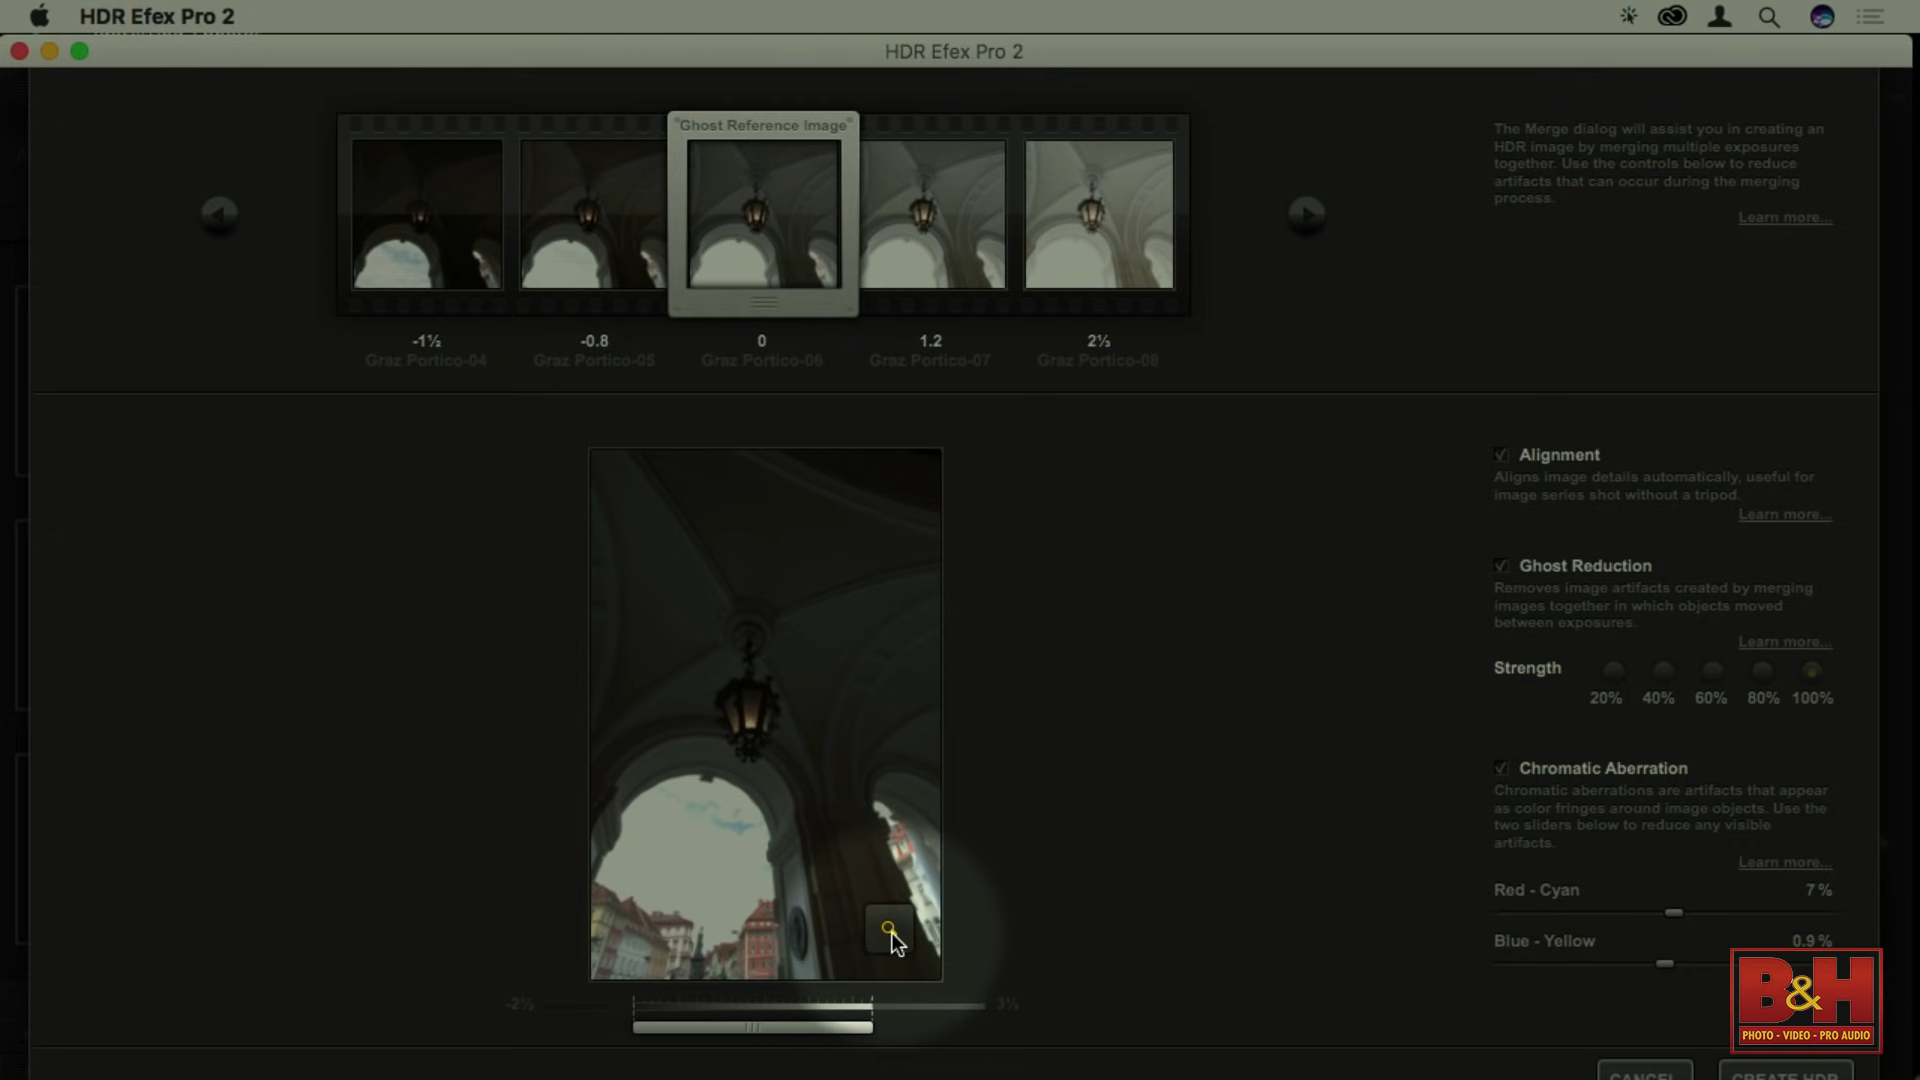 HDR Efex Pro 2
HDR Efex Pro 2
Ghost Reference Image
The Merge dialog will assist you in creating an
HDR image by merging multiple exposures
together. Use the controls below to reduce
artifacts that can occur during the merging
process.
Learn more...
-1½ -0.8 0 1.2 2⅓
Graz Portico-04 Graz Portico-05 Graz Portico-06 Graz Portico-07 Graz Portico-08
Alignment
Aligns image details automatically, useful for
image series shot without a tripod.
Learn more...
Ghost Reduction
Removes image artifacts created by merging
images together in which objects moved
between exposures.
Learn more...
Strength
20% 40% 60% 80% 100%
Chromatic Aberration
Chromatic aberrations are artifacts that appear
as color fringes around image objects. Use the
two sliders below to reduce any visible
artifacts.
Learn more...
Red - Cyan 7 %
Blue - Yellow 0.9 %
-2½ 3½
B&H
PHOTO - VIDEO - PRO AUDIO
CANCEL CREATE HDR